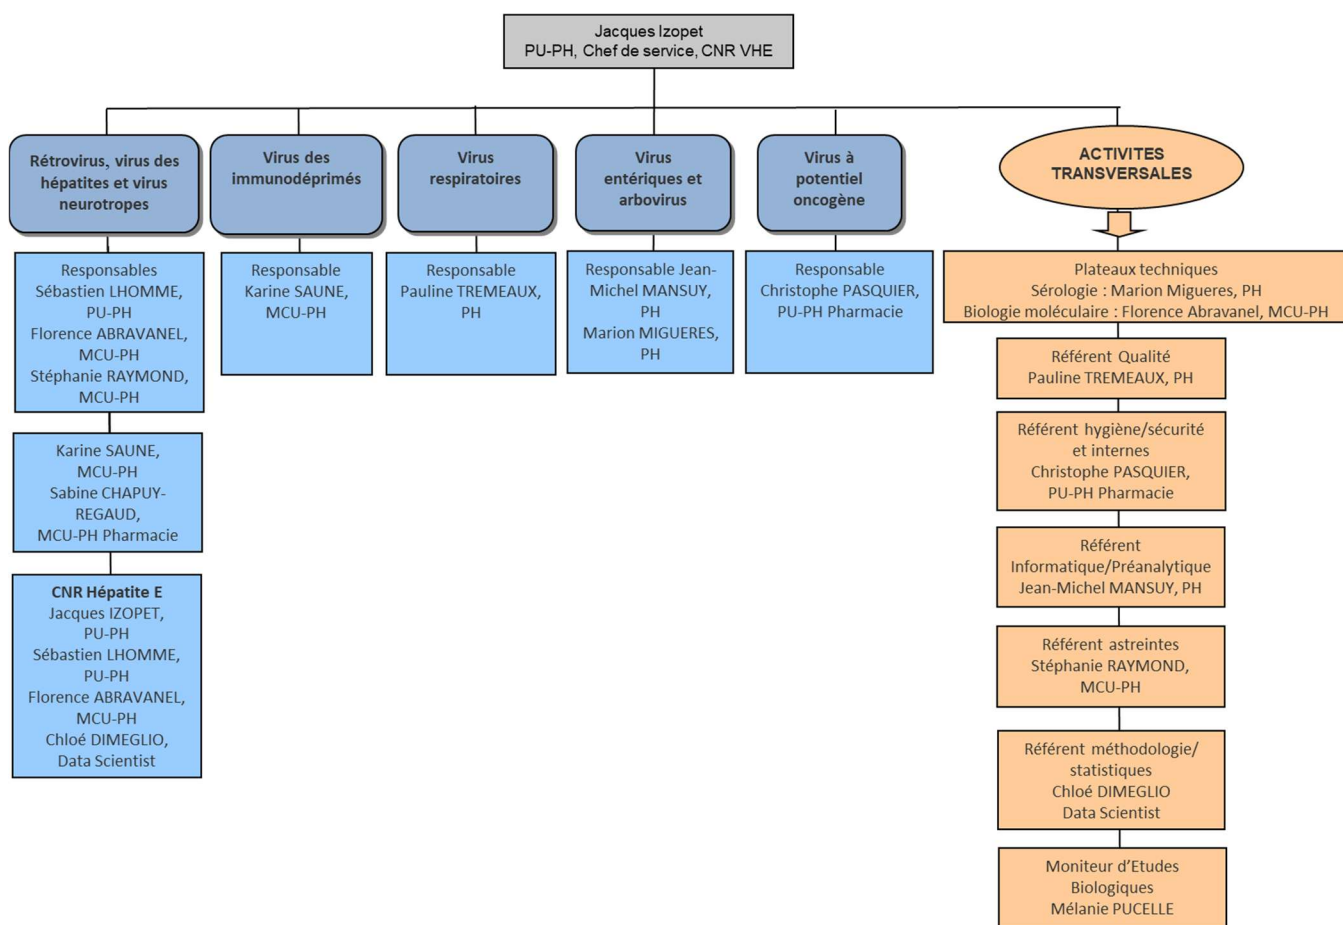 Jacques Izopet
PU-PH, Chef de service, CNR VHE
Rétrovirus, virus des
hépatites et virus
neurotropes
Responsables
Sébastien LHOMME,
PU-PH
Florence ABRAVANEL,
MCU-PH
Stéphanie RAYMOND,
MCU-PH
Karine SAUNE,
MCU-PH
Sabine CHAPUY-
REGAUD,
MCU-PH Pharmacie
CNR Hépatite E
Jacques IZOPET,
PU-PH
Sébastien LHOMME,
PU-PH
Florence ABRAVANEL,
MCU-PH
Chloé DIMEGLIO,
Data Scientist
Virus des
immunodéprimés
Responsable
Karine SAUNE,
MCU-PH
Virus
respiratoires
Responsable
Pauline TREMEAUX,
PH
Virus
entériques et
arbovirus
Responsable Jean-
Michel MANSUY,
PH
Marion MIGUERES,
PH
Virus à
potentiel
oncogène
Responsable
Christophe PASQUIER,
PU-PH Pharmacie
ACTIVITES
TRANSVERSALES
Plateaux techniques
Sérologie : Marion Migueres, PH
Biologie moléculaire : Florence Abravanel, MCU-PH
Référent Qualité
Pauline TREMEAUX, PH
Référent hygiène/sécurité
et internes
Christophe PASQUIER,
PU-PH Pharmacie
Référent
Informatique/Préanalytique
Jean-Michel MANSUY, PH
Référent astreintes
Stéphanie RAYMOND,
MCU-PH
Référent méthodologie/
statistiques
Chloé DIMEGLIO
Data Scientist
Moniteur d'Etudes
Biologiques
Mélanie PUCELLE